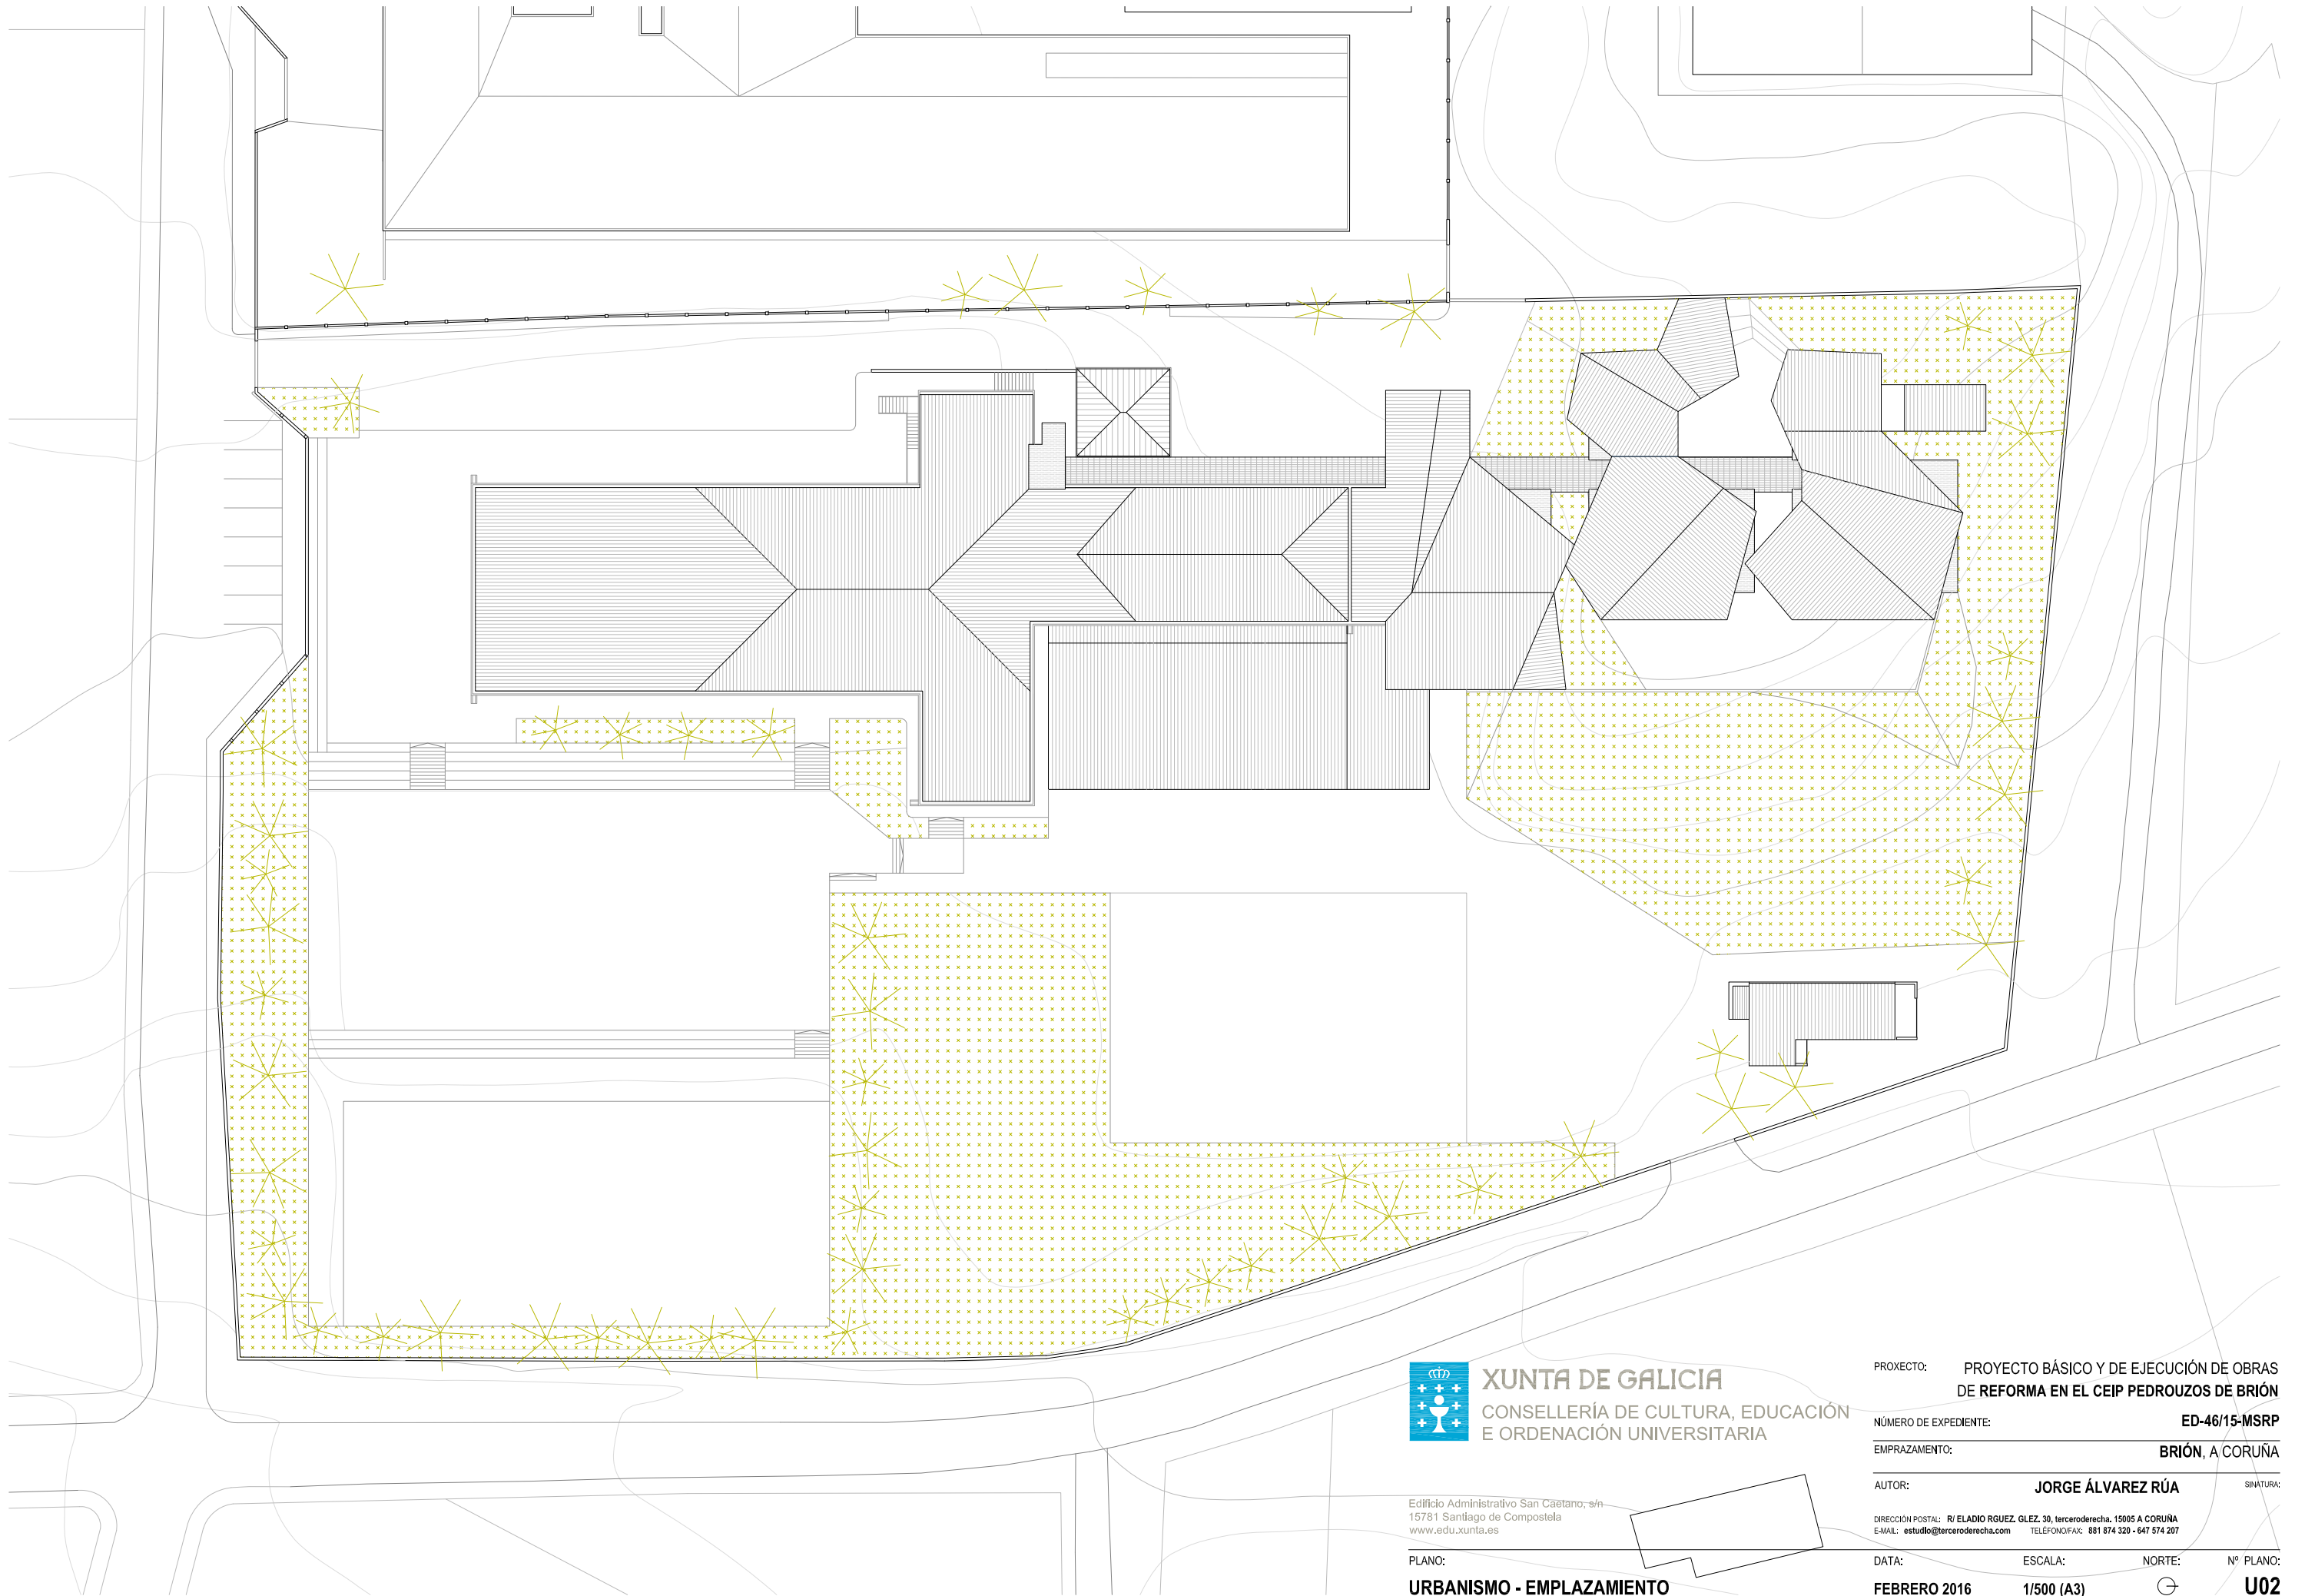 XUNTA DE GALICIA
CONSELLERÍA DE CULTURA, EDUCACIÓN
E ORDENACIÓN UNIVERSITARIA
Edificio Administrativo San Caetano, s/n
15781 Santiago de Compostela
www.edu.xunta.es
PLANO:
URBANISMO - EMPLAZAMIENTO
PROXECTO: PROYECTO BÁSICO Y DE EJECUCIÓN DE OBRAS
DE REFORMA EN EL CEIP PEDROUZOS DE BRIÓN
NÚMERO DE EXPEDIENTE: ED-46/15-MSRP
EMPRAZAMENTO: BRIÓN, A CORUÑA
AUTOR: JORGE ÁLVAREZ RÚA SINATURA:
DIRECCIÓN POSTAL: R/ ELADIO RGUEZ. GLEZ. 30, terceroderecha. 15005 A CORUÑA
E-MAIL: estudio@terceroderecha.com TELÉFONO/FAX: 881 874 320 - 647 574 207
DATA: ESCALA: NORTE: Nº PLANO:
FEBRERO 2016 1/500 (A3) U02